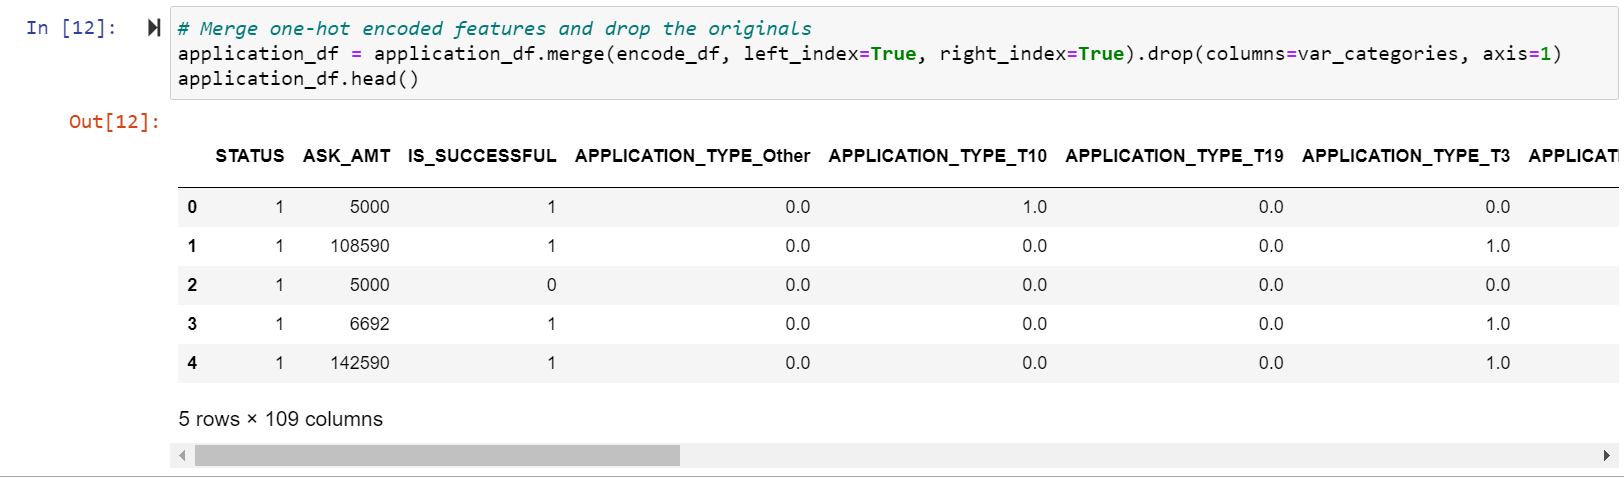 In [12]:
# Merge one-hot encoded features and drop the originals
application_df = application_df.merge(encode_df, left_index=True, right_index=True).drop(columns=var_categories, axis=1)
application_df.head()
Out[12]:
STATUS ASK_AMT IS_SUCCESSFUL APPLICATION_TYPE_Other APPLICATION_TYPE_T10 APPLICATION_TYPE_T19 APPLICATION_TYPE_T3 APPLICAT
0 1 5000 1 0.0 1.0 0.0 0.0
1 1 108590 1 0.0 0.0 0.0 1.0
2 1 5000 0 0.0 0.0 0.0 0.0
3 1 6692 1 0.0 0.0 0.0 1.0
4 1 142590 1 0.0 0.0 0.0 1.0
5 rows × 109 columns